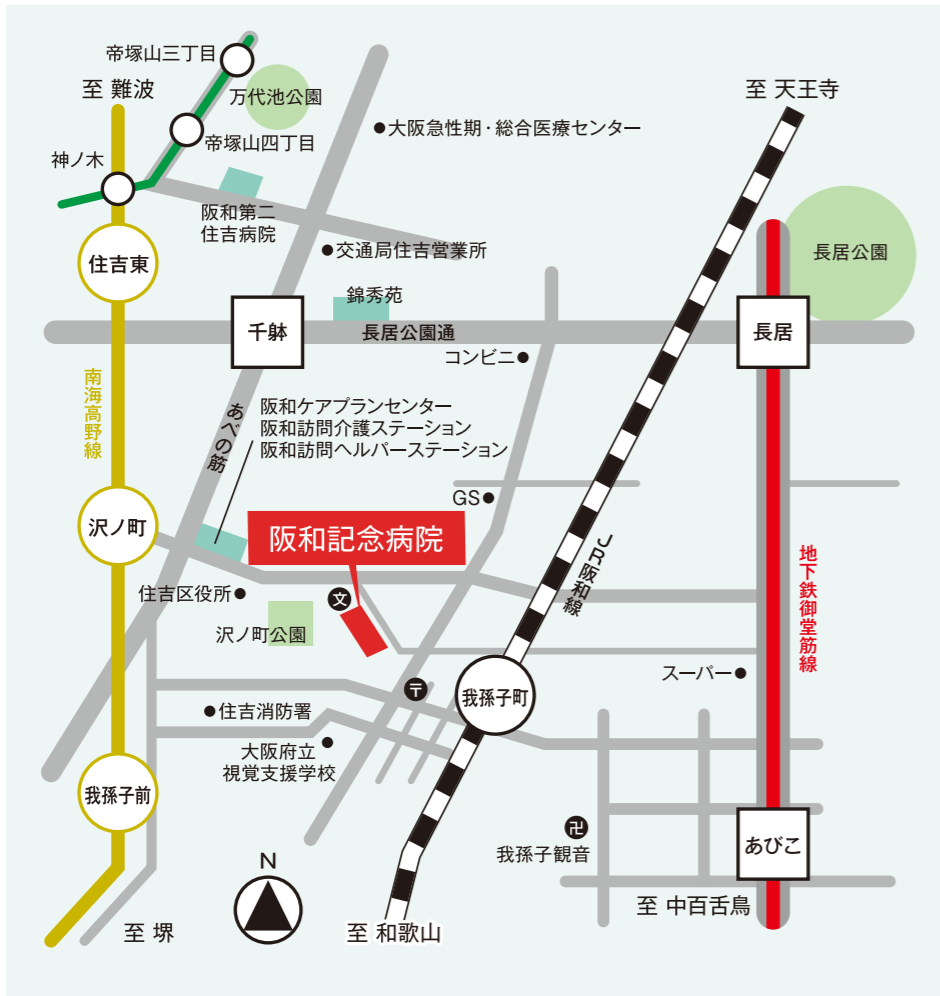 帝塚山三丁目
至 難波
万代池公園
至 天王寺
帝塚山四丁目
●大阪急性期・総合医療センター
神ノ木
阪和第二
住吉病院
●交通局住吉営業所
住吉東
長居公園
錦秀苑
千躰
長居公園通
長居
コンビニ●
南海高野線
あべの筋
阪和ケアプランセンター
阪和訪問介護ステーション
阪和訪問ヘルパーステーション
GS●
沢ノ町
阪和記念病院
JR阪和線
地下鉄御堂筋線
住吉区役所●
文
沢ノ町公園
スーパー●
〒
我孫子町
●住吉消防署
大阪府立
視覚支援学校
我孫子前
卍
我孫子観音
あびこ
N
至 堺
至 和歌山
至 中百舌鳥